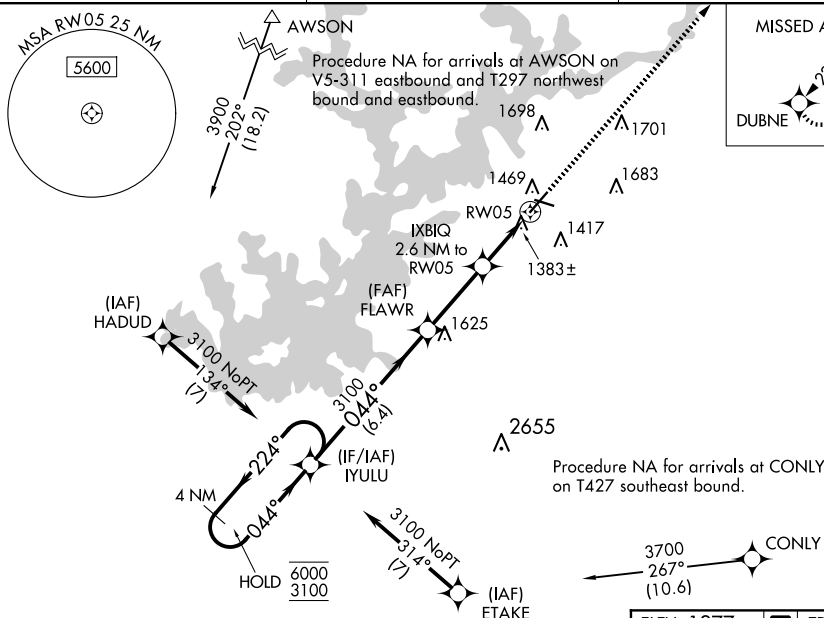 MSA RW05 25 NM
5600
AWSON
3900
202°
(18.2)
Procedure NA for arrivals at AWSON on
V5-311 eastbound and T297 northwest
bound and eastbound.
MISSED A
DUBNE
1698
1701
1469
1683
RW05
1417
1383±
IXBIQ
2.6 NM to
RW05
(FAF)
FLAWR
1625
(IAF)
HADUD
3100 NoPT
134°
(7)
3100
044°
(6.4)
2655
224°
(IF/IAF)
IYULU
4 NM
044°
HOLD
6000
3100
Procedure NA for arrivals at CONLY
on T427 southeast bound.
3100 NoPT
314°
(7)
(IAF)
ETAKE
3700
267°
(10.6)
CONLY